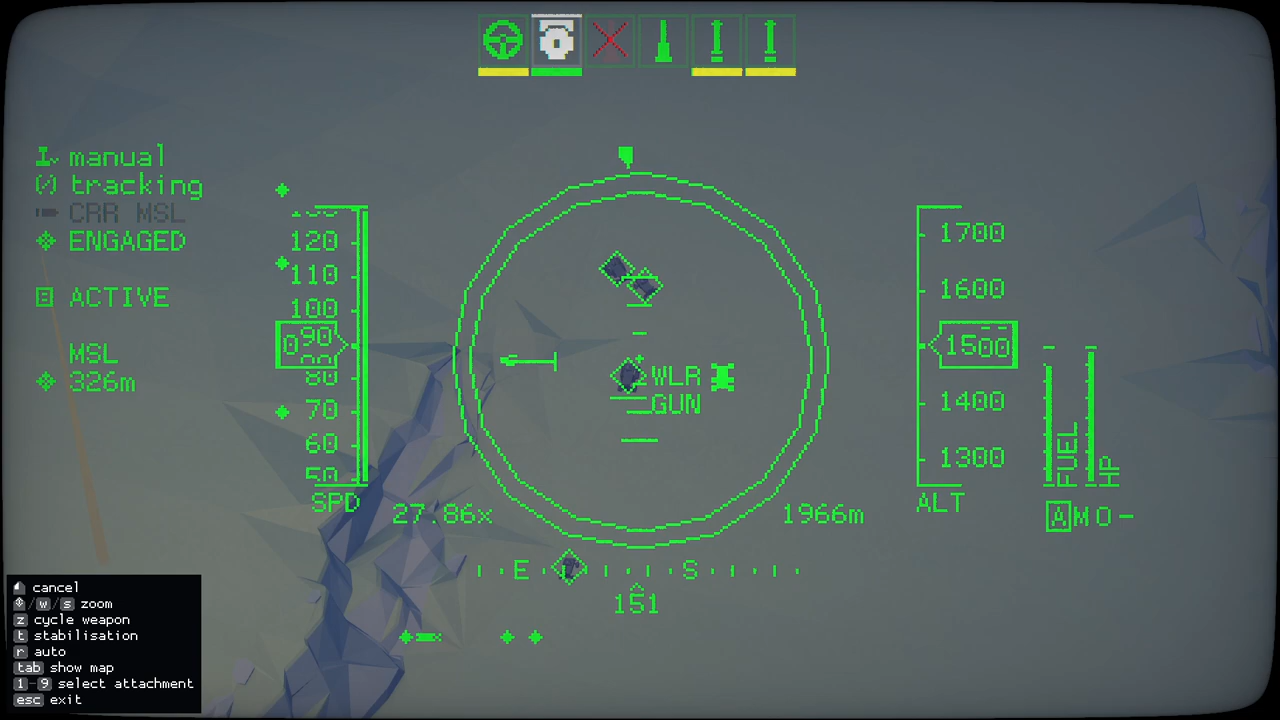 manual
tracking
CRR MSL
ENGAGED
ACTIVE
MSL
326m
120
110
100
090
80
70
60
50
SPD
27.86x
WLR
GUN
1966m
1700
1600
1500
1400
1300
ALT
FUEL
HP
A M O -
E
S
151
cancel
/ w / s zoom
z cycle weapon
t stabilisation
r auto
tab show map
1 - 9 select attachment
esc exit